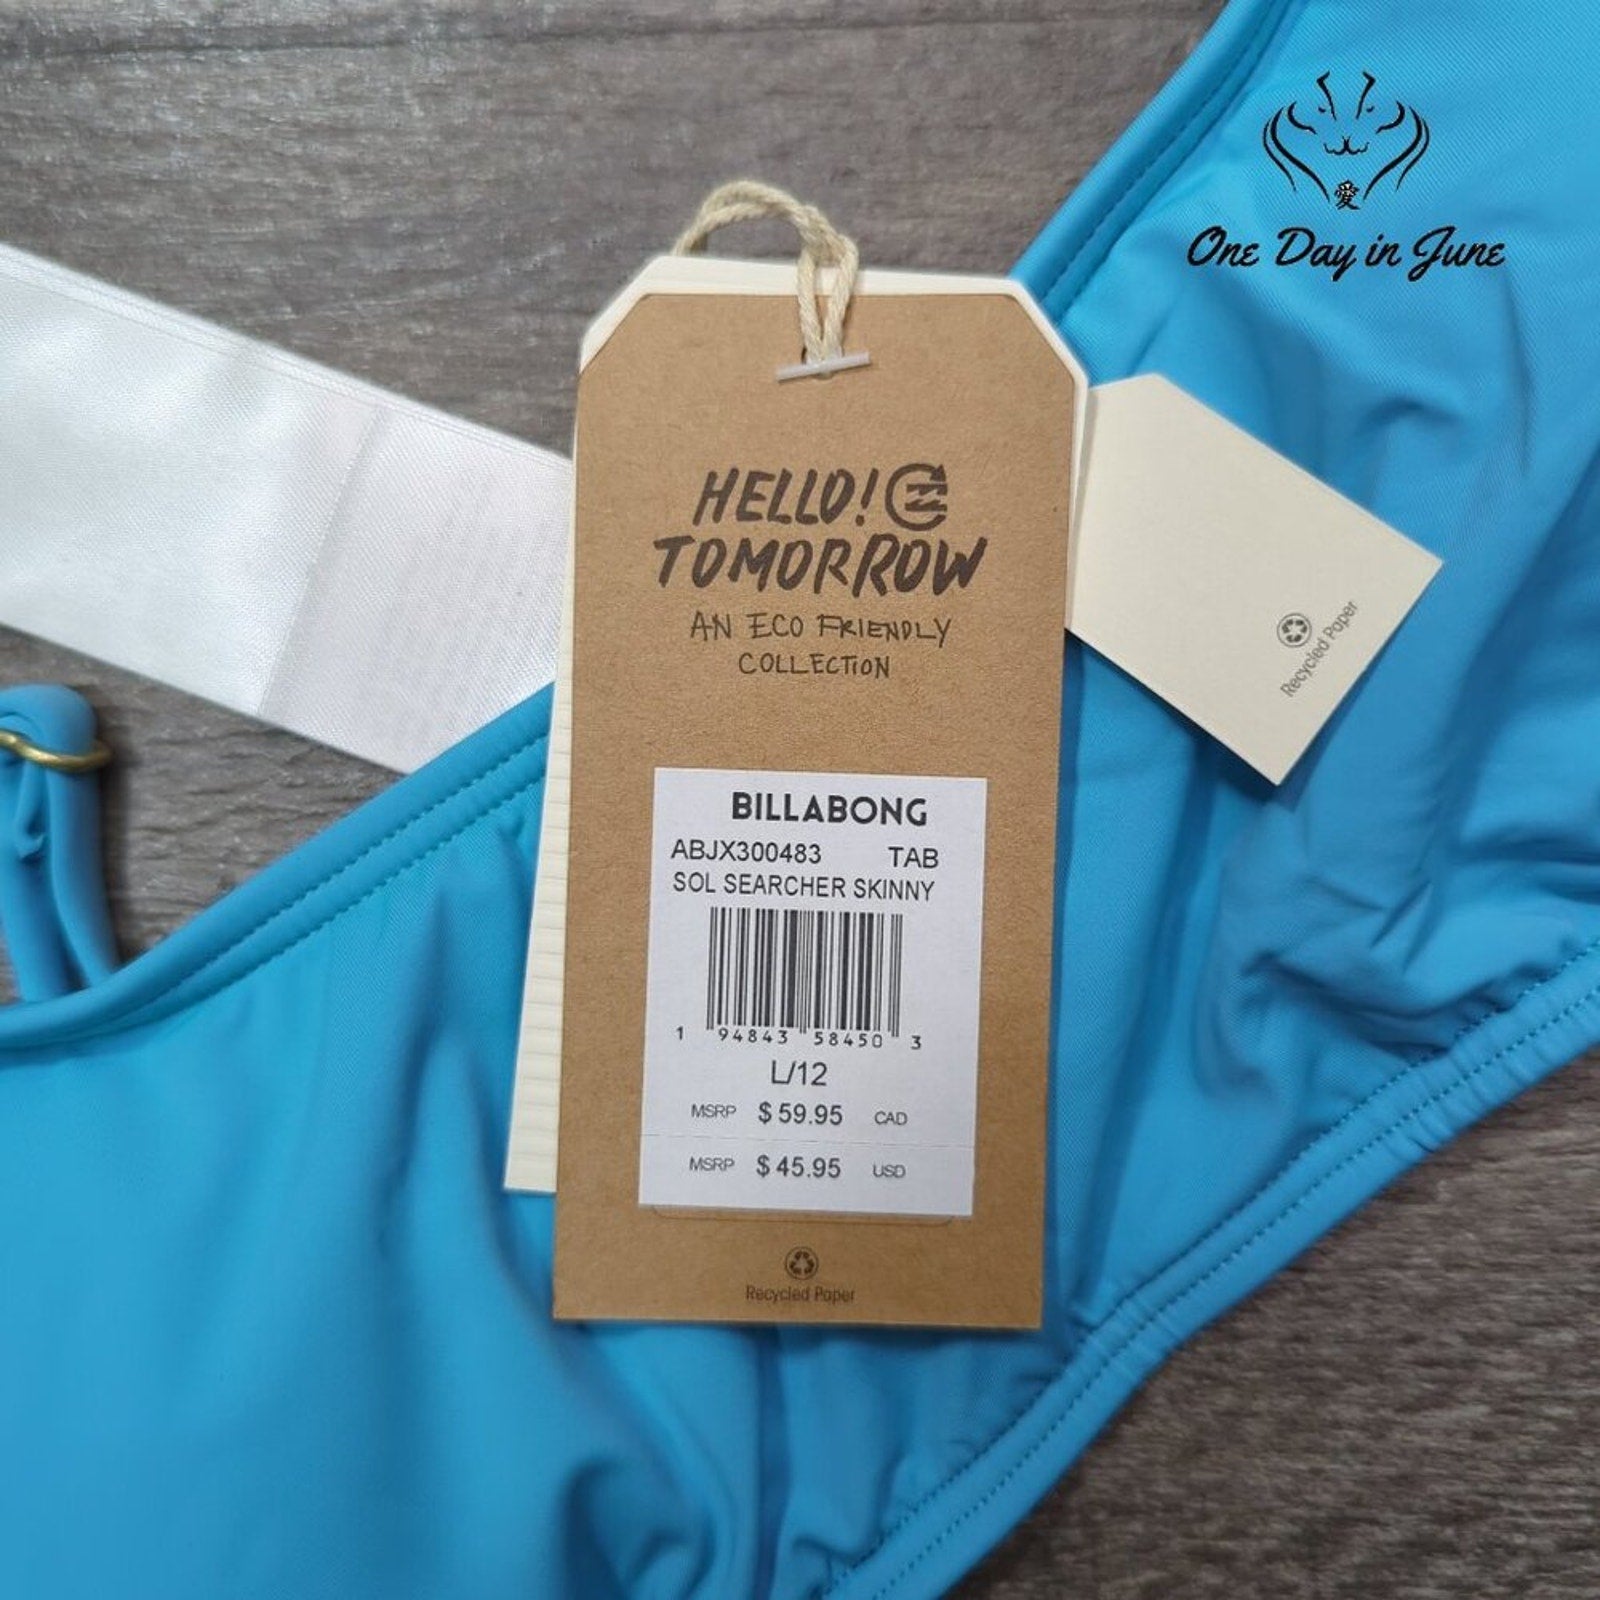 愛
One Day in June
HELLO!
TOMORROW
AN ECO FRIENDLY
COLLECTION
Recycled Paper
BILLABONG
ABJX300483 TAB
SOL SEARCHER SKINNY
1 94843 58450 3
L/12
MSRP $59.95 CAD
MSRP $45.95 USD
Recycled Paper